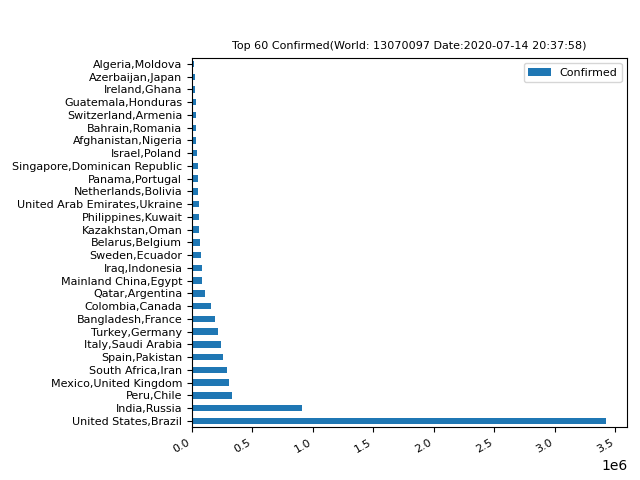 Top 60 Confirmed(World: 13070097 Date:2020-07-14 20:37:58)
Confirmed
Algeria,Moldova
Azerbaijan,Japan
Ireland,Ghana
Guatemala,Honduras
Switzerland,Armenia
Bahrain,Romania
Afghanistan,Nigeria
Israel,Poland
Singapore,Dominican Republic
Panama,Portugal
Netherlands,Bolivia
United Arab Emirates,Ukraine
Philippines,Kuwait
Kazakhstan,Oman
Belarus,Belgium
Sweden,Ecuador
Iraq,Indonesia
Mainland China,Egypt
Qatar,Argentina
Colombia,Canada
Bangladesh,France
Turkey,Germany
Italy,Saudi Arabia
Spain,Pakistan
South Africa,Iran
Mexico,United Kingdom
Peru,Chile
India,Russia
United States,Brazil
0.0 0.5 1.0 1.5 2.0 2.5 3.0 3.5
1e6